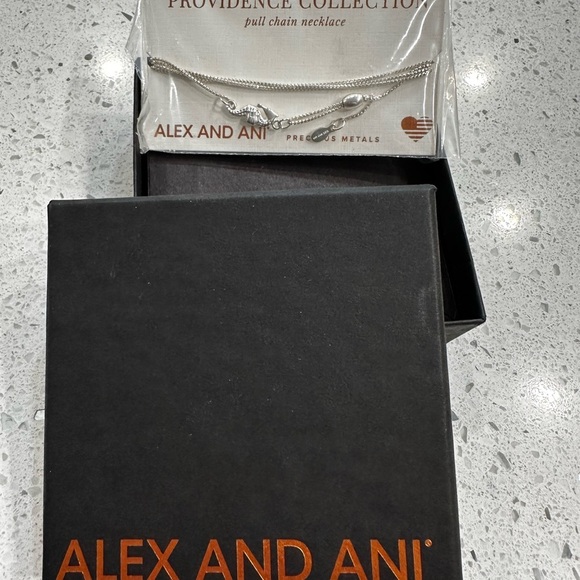 PROVIDENCE COLLECTION
pull chain necklace
ALEX AND ANI® PRECIOUS METALS
ALEX AND ANI®